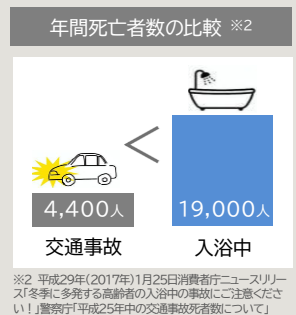 年間死亡者数の比較 ※2
<
4,400人
19,000人
交通事故
入浴中
※2 平成29年(2017年)1月25日消費者庁ニュースリリー
ス「冬季に多発する高齢者の入浴中の事故にご注意くださ
い!」警察庁「平成25年中の交通事故死者数について」